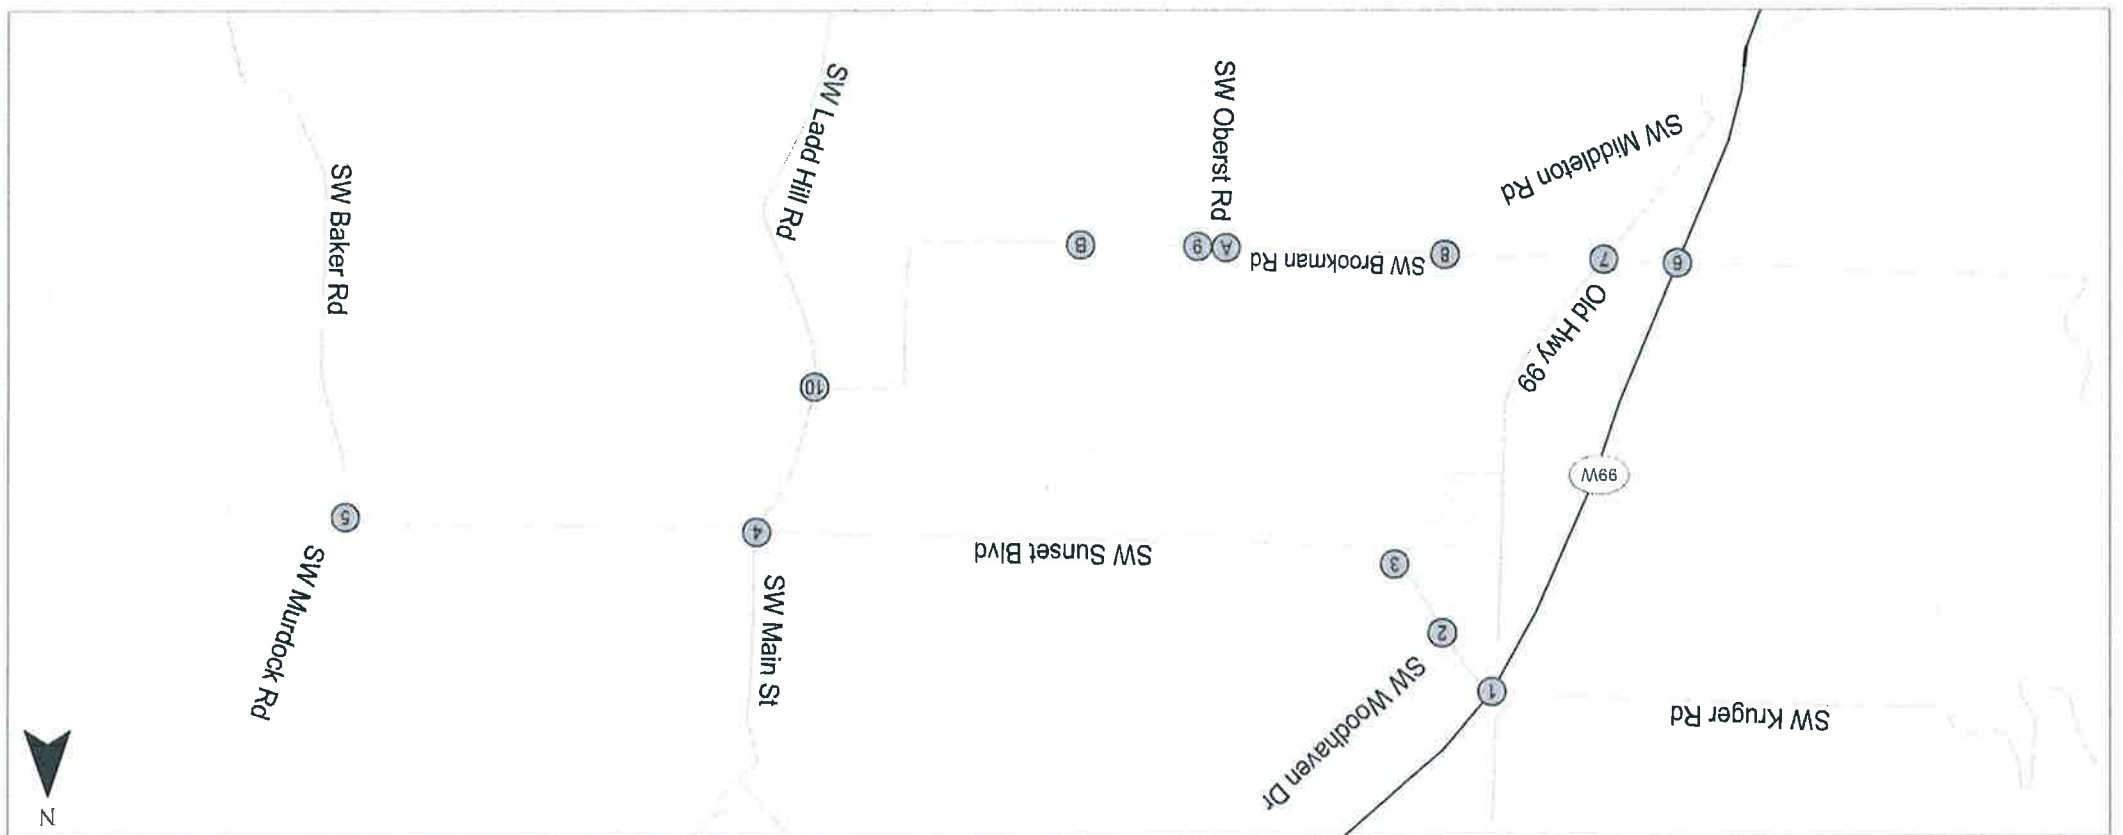 N
SW Kruger Rd
SW Woodhaven Dr
1
SW Main St
SW Murdock Rd
2
3
SW Sunset Blvd
4
5
99W
10
Old Hwy 99
6
7
8
SW Brookman Rd
A
9
B
SW Baker Rd
SW Middleton Rd
SW Oberst Rd
SW Ladd Hill Rd